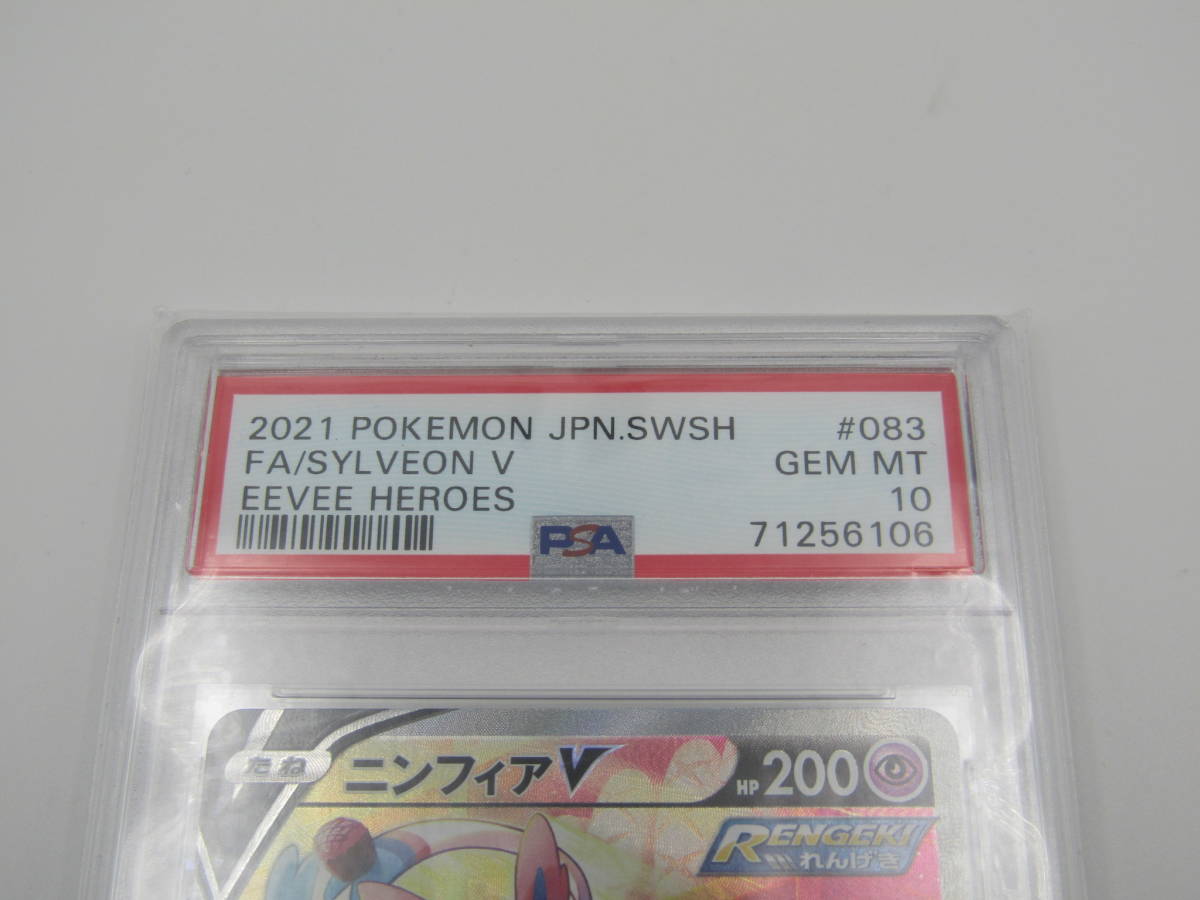 2021 POKEMON JPN.SWSH #083
FA/SYLVEON V GEM MT
EEVEE HEROES 10
PSA 71256106
たね ニンフィアV HP 200
RENGEKI
れんげき